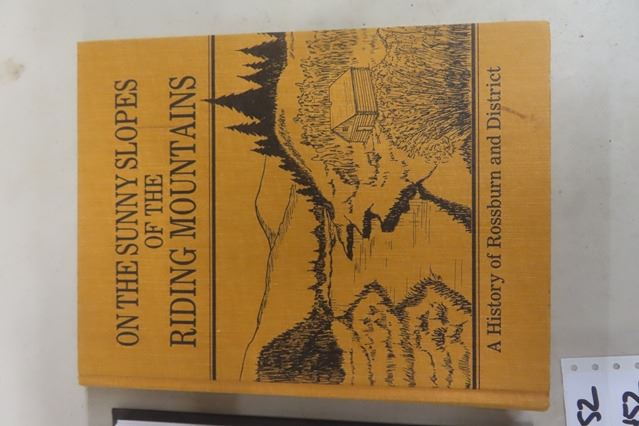 ON THE SUNNY SLOPES
OF THE
RIDING MOUNTAINS
A History of Rossburn and District